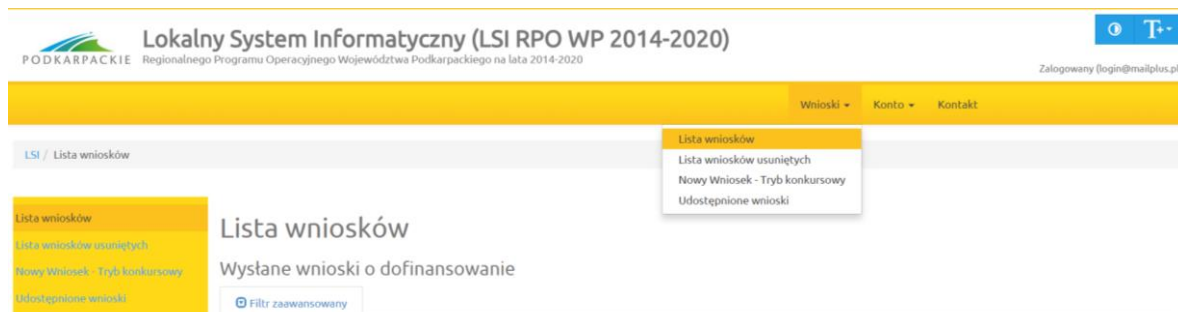 Lokalny System Informatyczny (LSI RPO WP 2014-2020)
PODKARPACKIE Regionalnego Programu Operacyjnego Województwa Podkarpackiego na lata 2014-2020
T+
Zalogowany (login@mailplus.pl
Wnioski Konto Kontakt
Lista wniosków
Lista wniosków usuniętych
Nowy Wniosek - Tryb konkursowy
Udostępnione wnioski
LSI / Lista wniosków
Lista wniosków
Lista wniosków usuniętych
Nowy Wniosek - Tryb konkursowy
Udostępnione wnioski
Lista wniosków
Wysłane wnioski o dofinansowanie
Filtr zaawansowany